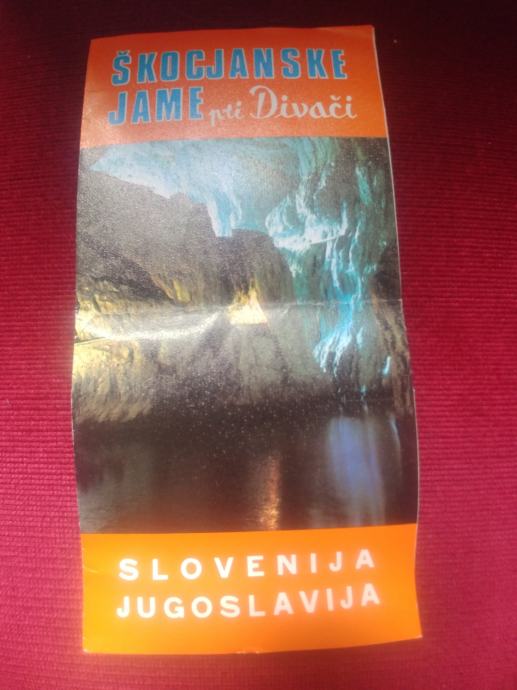 ŠKOCJANSKE
JAME pri Divači
SLOVENIJA
JUGOSLAVIJA